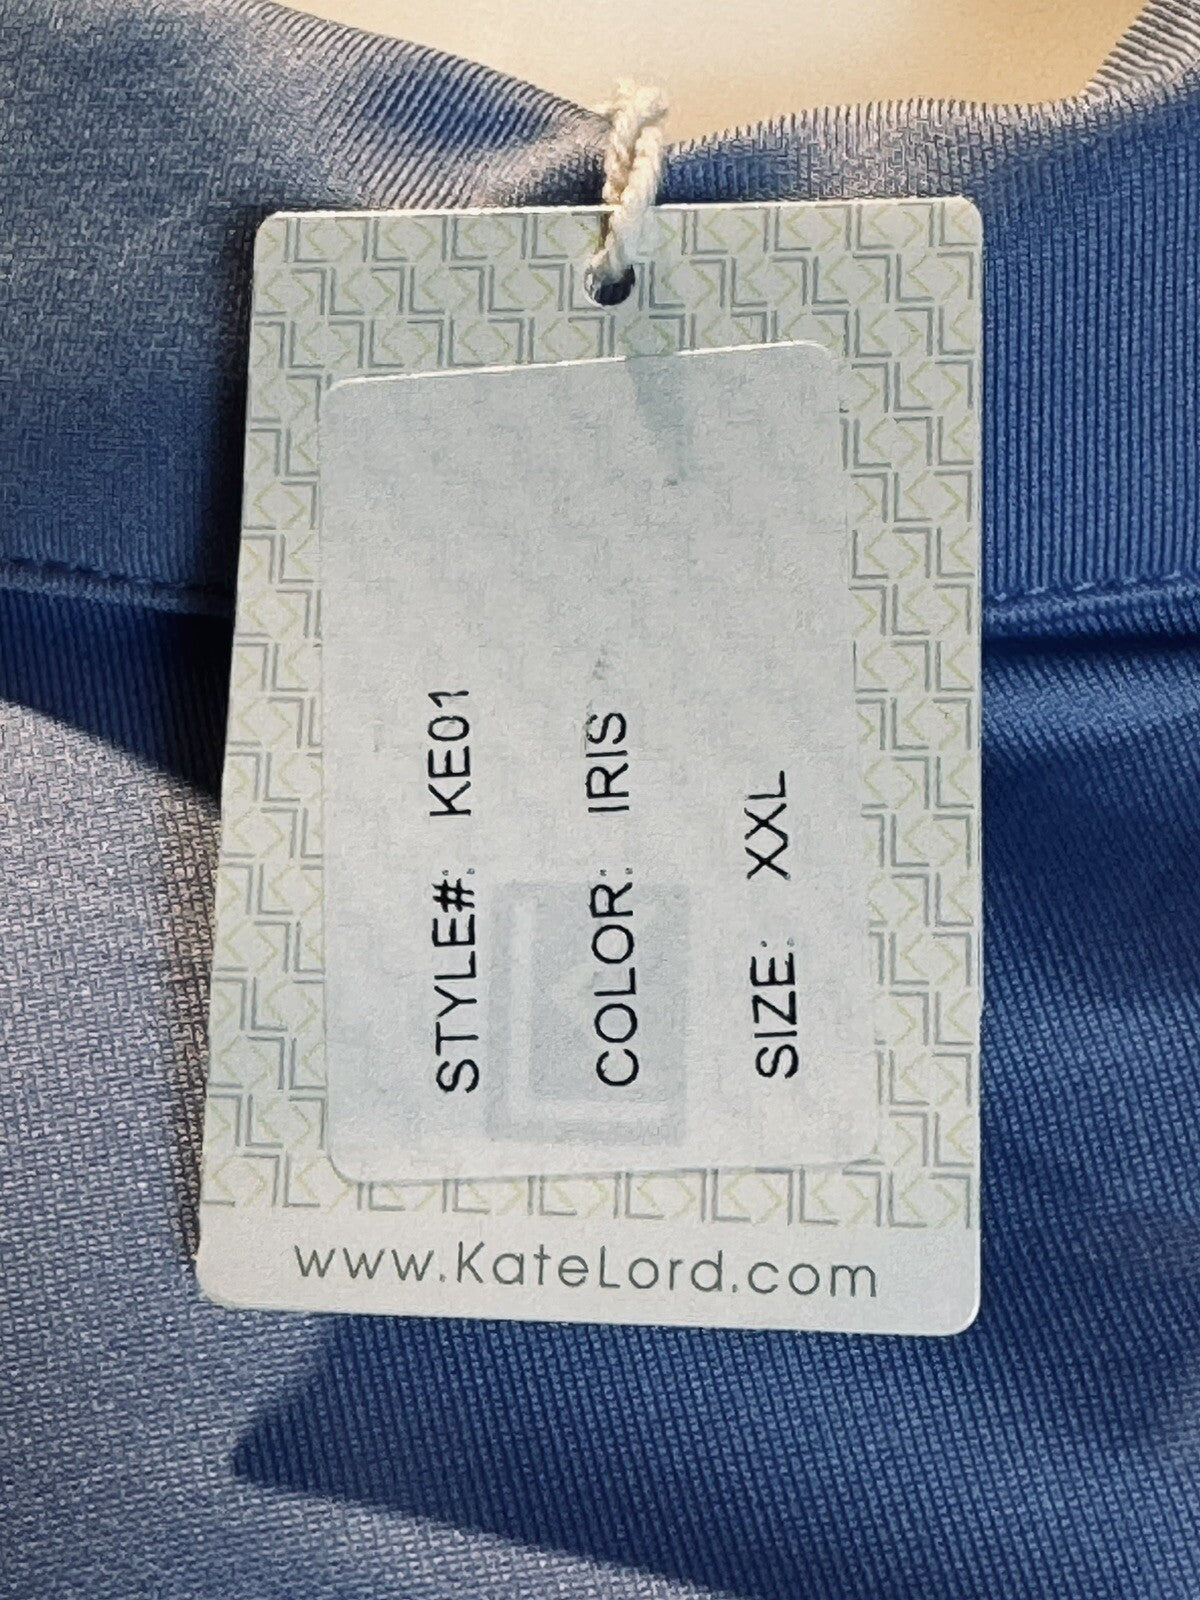 STYLE#: KE01
COLOR: IRIS
SIZE: XXL
www.KateLord.com